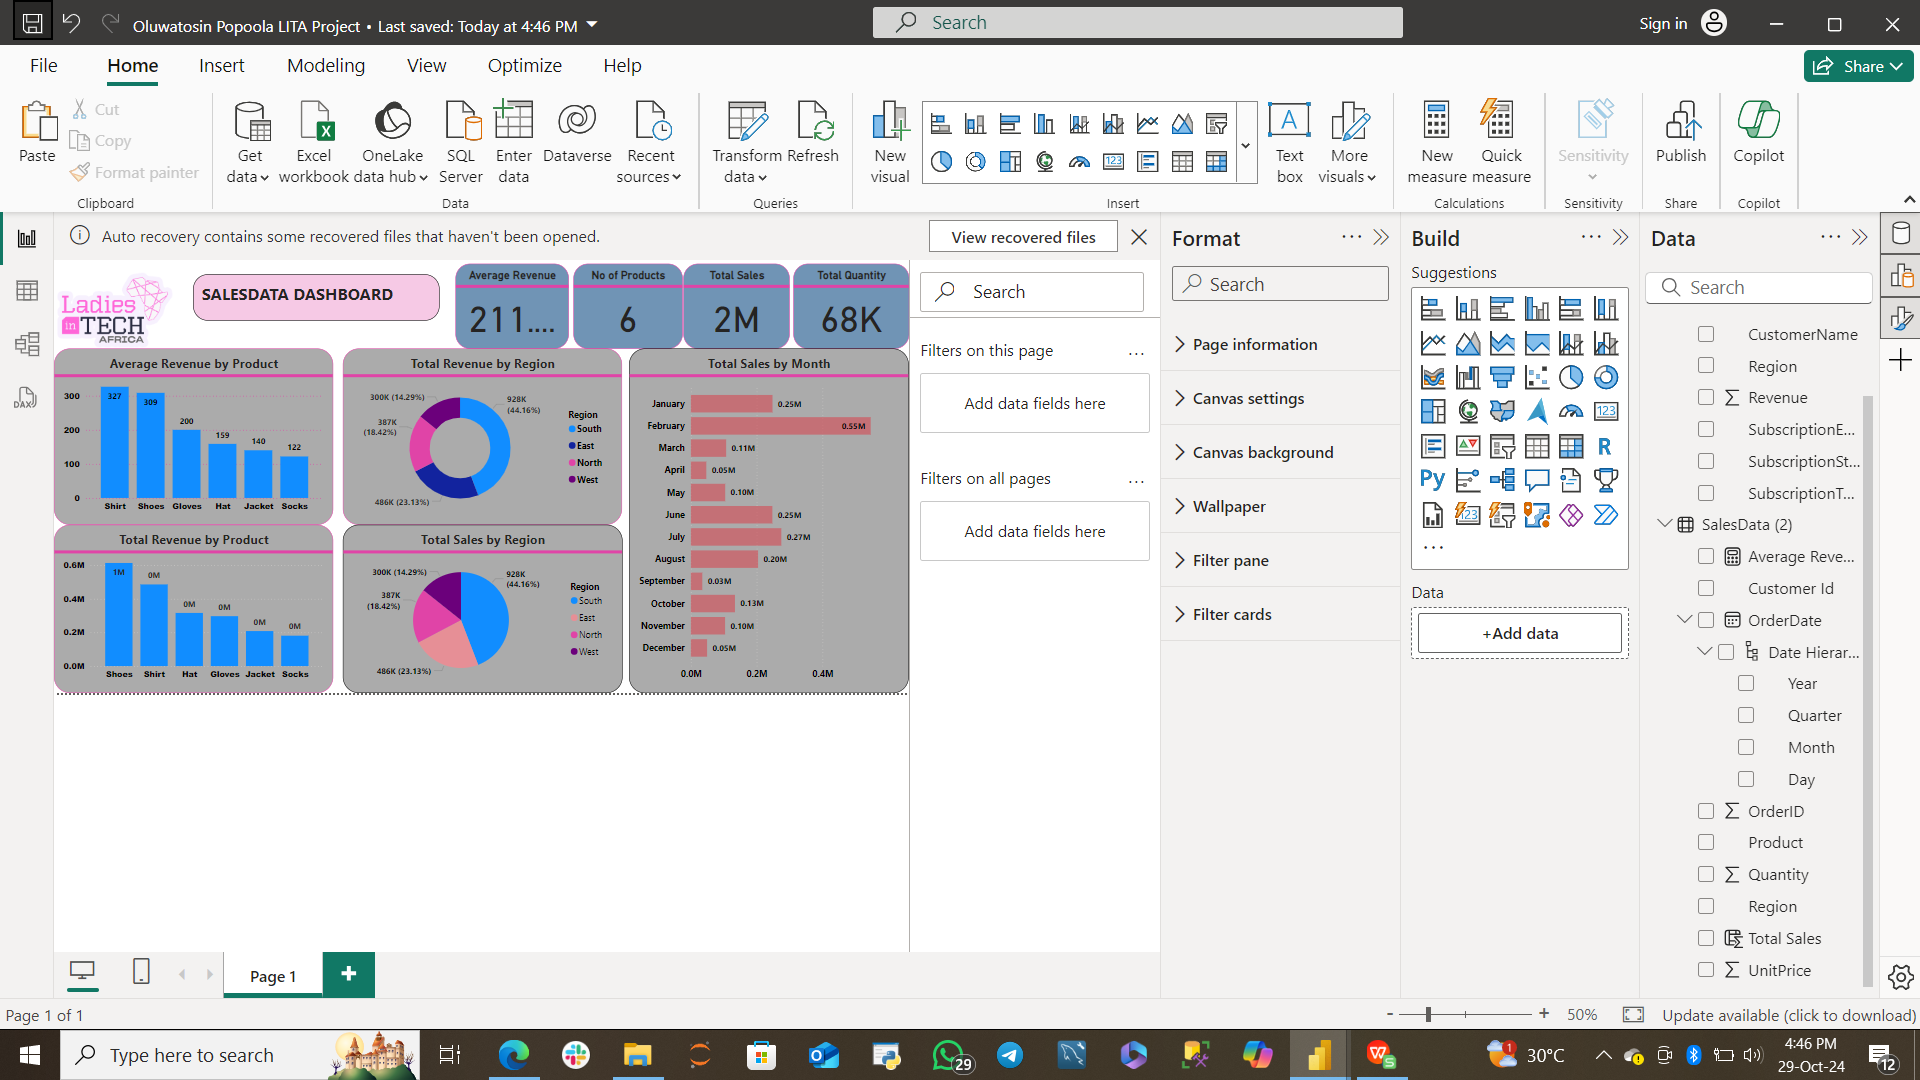 Oluwatosin Popoola LITA Project • Last saved: Today at 4:46 PM
Search
Sign in
File
Home
Insert
Modeling
View
Optimize
Help
Share
Paste
Cut
Copy
Format painter
Clipboard
Get data
Excel workbook
OneLake data hub
SQL Server
Enter data
Dataverse
Recent sources
Data
Transform data
Refresh
Queries
New visual
Text box
More visuals
Insert
New measure
Quick measure
Calculations
Sensitivity
Sensitivity
Publish
Share
Copilot
Copilot
Auto recovery contains some recovered files that haven't been opened.
View recovered files
Ladies
in TECH
AFRICA
SALESDATA DASHBOARD
Average Revenue
211....
No of Products
6
Total Sales
2M
Total Quantity
68K
Average Revenue by Product
300
200
100
0
327
309
200
159
140
122
Shirt Shoes Gloves Hat Jacket Socks
Total Revenue by Region
300K (14.29%)
387K
(18.42%)
486K (23.13%)
928K
(44.16%)
Region
South
East
North
West
Total Sales by Month
January 0.25M
February 0.55M
March 0.11M
April 0.05M
May 0.10M
June 0.25M
July 0.27M
August 0.20M
September 0.03M
October 0.13M
November 0.10M
December 0.05M
0.0M 0.2M 0.4M
Total Revenue by Product
0.6M
0.4M
0.2M
0.0M
1M
0M
0M
0M
0M
0M
Shoes Shirt Hat Gloves Jacket Socks
Total Sales by Region
300K (14.29%)
387K
(18.42%)
486K (23.13%)
928K
(44.16%)
Region
South
East
North
West
Search
Filters on this page
...
Add data fields here
Filters on all pages
...
Add data fields here
Format
Search
Page information
Canvas settings
Canvas background
Wallpaper
Filter pane
Filter cards
Build
Suggestions
123
R
Py
123
...
Data
+Add data
Data
Search
CustomerName
Region
Revenue
SubscriptionE...
SubscriptionSt...
SubscriptionT...
SalesData (2)
Average Reve...
Customer Id
OrderDate
Date Hierar...
Year
Quarter
Month
Day
OrderID
Product
Quantity
Region
Total Sales
UnitPrice
DAX
Page 1
Page 1 of 1
- + 50%
Update available (click to download)
Type here to search
29
1
30°C
4:46 PM
29-Oct-24
12